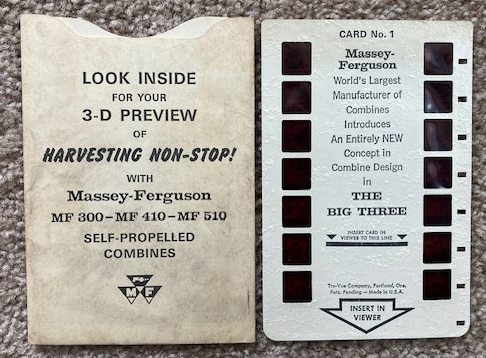 LOOK INSIDE
FOR YOUR
3-D PREVIEW
OF
HARVESTING NON-STOP!
WITH
Massey-Ferguson
MF 300-MF 410-MF 510
SELF-PROPELLED
COMBINES
MF
CARD No. 1
Massey-
Ferguson
World's Largest
Manufacturer of
Combines
Introduces
An Entirely NEW
Concept in
Combine Design
in
THE
BIG THREE
INSERT CARD IN
VIEWER TO THIS LINE
Tru-Vue Company, Portland, Ore.
Pats. Pending - Made in U.S.A.
INSERT IN
VIEWER